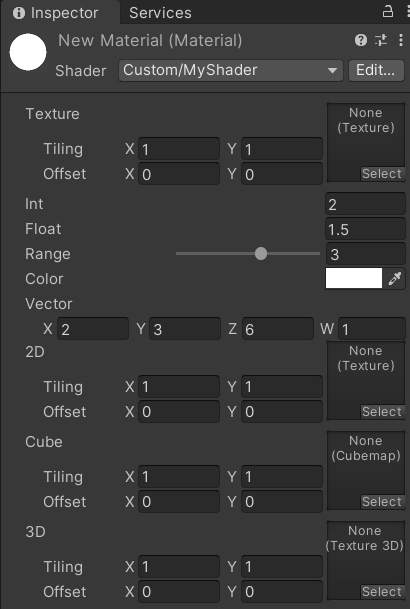 Inspector Services
New Material (Material)
Shader Custom/MyShader Edit...
Texture None
(Texture)
Tiling X 1 Y 1
Offset X 0 Y 0 Select
Int 2
Float 1.5
Range 3
Color
Vector
X 2 Y 3 Z 6 W 1
2D None
(Texture)
Tiling X 1 Y 1
Offset X 0 Y 0 Select
Cube None
(Cubemap)
Tiling X 1 Y 1
Offset X 0 Y 0 Select
3D None
(Texture 3D)
Tiling X 1 Y 1
Offset X 0 Y 0 Select